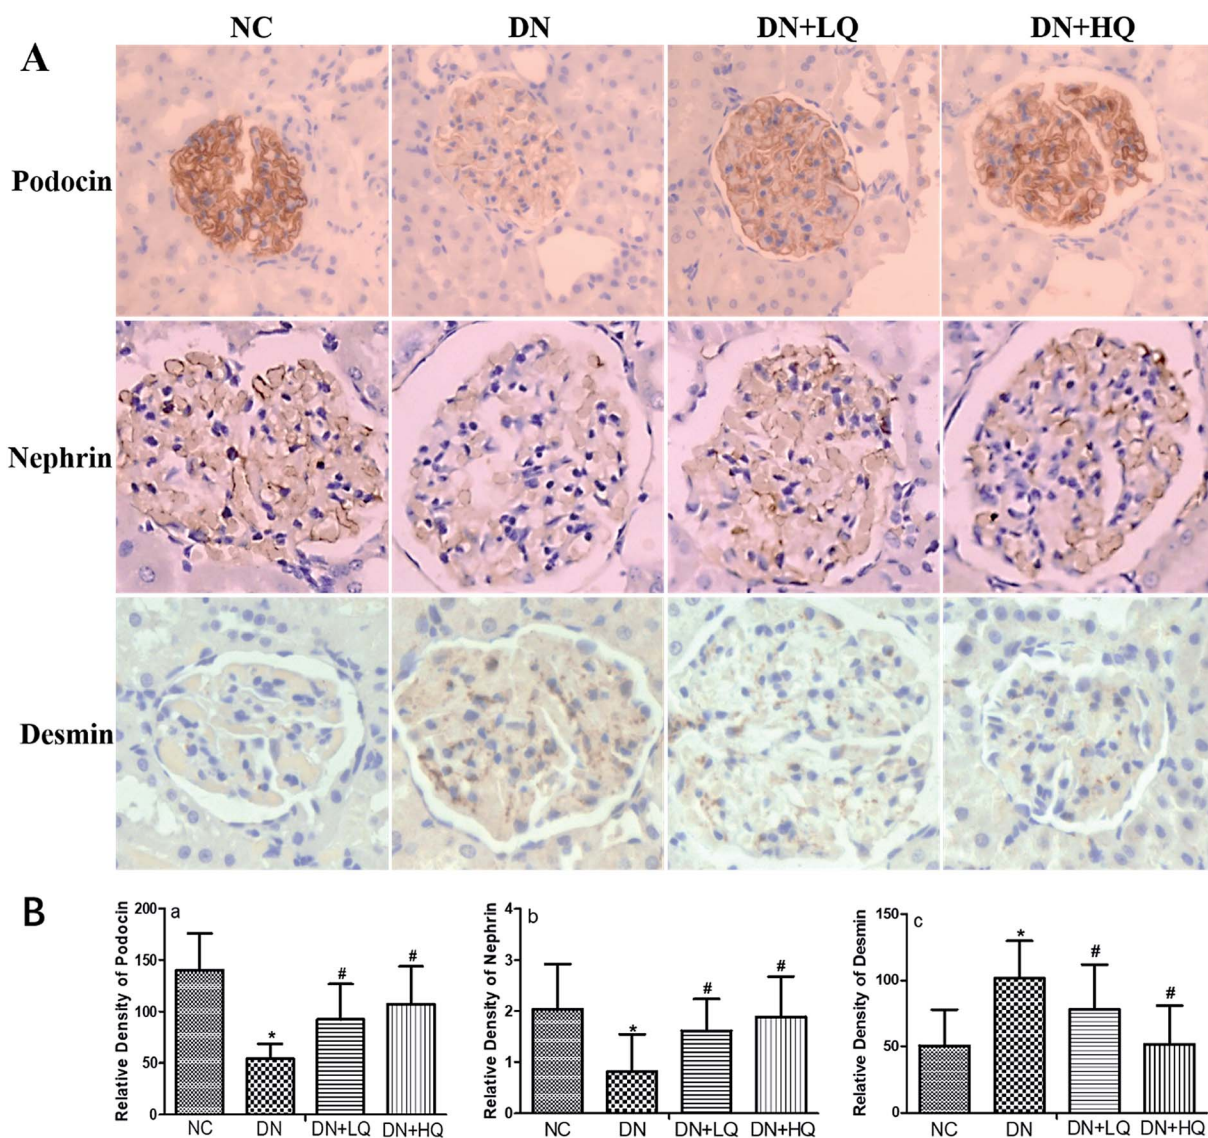 NC DN DN+LQ DN+HQ
A
Podocin
Nephrin
Desmin
B
a
Relative Density of Podocin
200
150
100
50
0
*
#
#
NC DN DN+LQ DN+HQ
b
Relative Density of Nephrin
4
3
2
1
0
*
#
#
NC DN DN+LQ DN+HQ
c
Relative Density of Desmin
150
100
50
0
*
#
#
NC DN DN+LQ DN+HQ